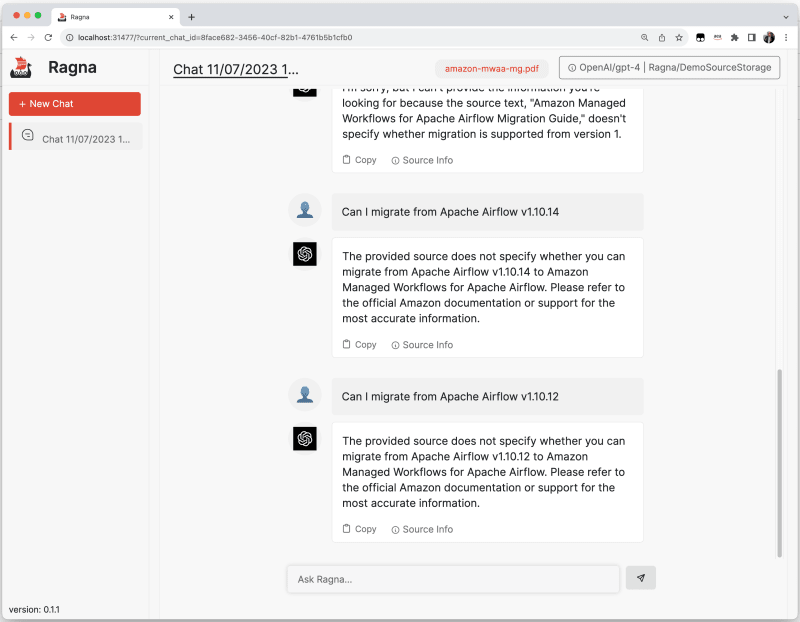 Ragna
localhost:31477/?current_chat_id=8face682-3456-40cf-82b1-4761b5b1cfb0
Ragna
Chat 11/07/2023 1...
amazon-mwaa-mg.pdf
OpenAI/gpt-4 | Ragna/DemoSourceStorage
+ New Chat
Chat 11/07/2023 1...
I'm sorry, but I can't provide the information you're
looking for because the source text, "Amazon Managed
Workflows for Apache Airflow Migration Guide," doesn't
specify whether migration is supported from version 1.
Copy Source Info
Can I migrate from Apache Airflow v1.10.14
The provided source does not specify whether you can
migrate from Apache Airflow v1.10.14 to Amazon
Managed Workflows for Apache Airflow. Please refer to
the official Amazon documentation or support for the
most accurate information.
Copy Source Info
Can I migrate from Apache Airflow v1.10.12
The provided source does not specify whether you can
migrate from Apache Airflow v1.10.12 to Amazon
Managed Workflows for Apache Airflow. Please refer to
the official Amazon documentation or support for the
most accurate information.
Copy Source Info
Ask Ragna...
version: 0.1.1